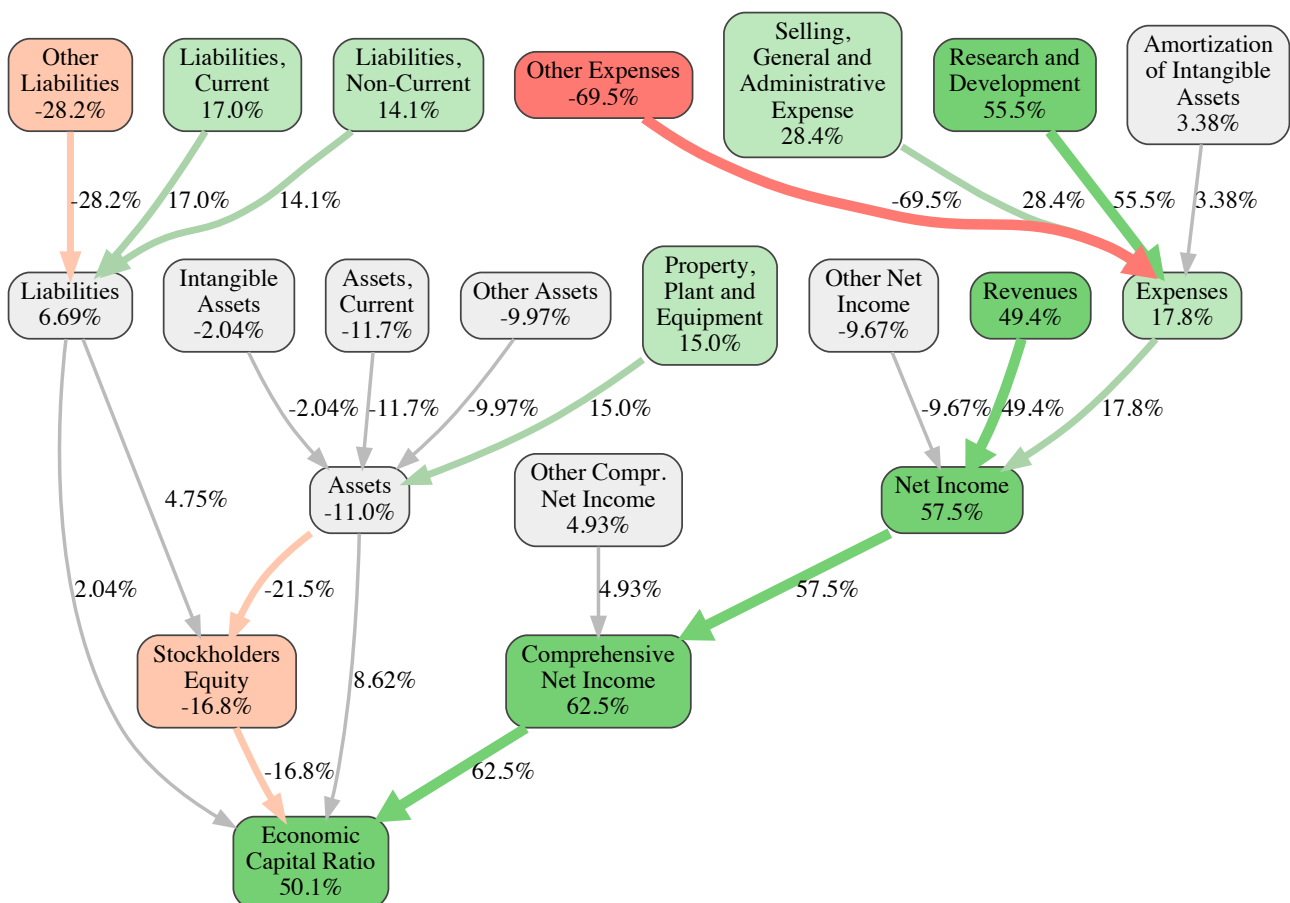 Other
Liabilities
-28.2%
Liabilities,
Current
17.0%
Liabilities,
Non-Current
14.1%
Other Expenses
-69.5%
Selling,
General and
Administrative
Expense
28.4%
Research and
Development
55.5%
Amortization
of Intangible
Assets
3.38%
-28.2%
17.0%
14.1%
-69.5%
28.4%
55.5%
3.38%
Liabilities
6.69%
Intangible
Assets
-2.04%
Assets,
Current
-11.7%
Other Assets
-9.97%
Property,
Plant and
Equipment
15.0%
Other Net
Income
-9.67%
Revenues
49.4%
Expenses
17.8%
-2.04%
-11.7%
-9.97%
15.0%
-9.67%
49.4%
17.8%
4.75%
Assets
-11.0%
Other Compr.
Net Income
4.93%
Net Income
57.5%
2.04%
-21.5%
4.93%
57.5%
Stockholders
Equity
-16.8%
8.62%
Comprehensive
Net Income
62.5%
-16.8%
62.5%
Economic
Capital Ratio
50.1%